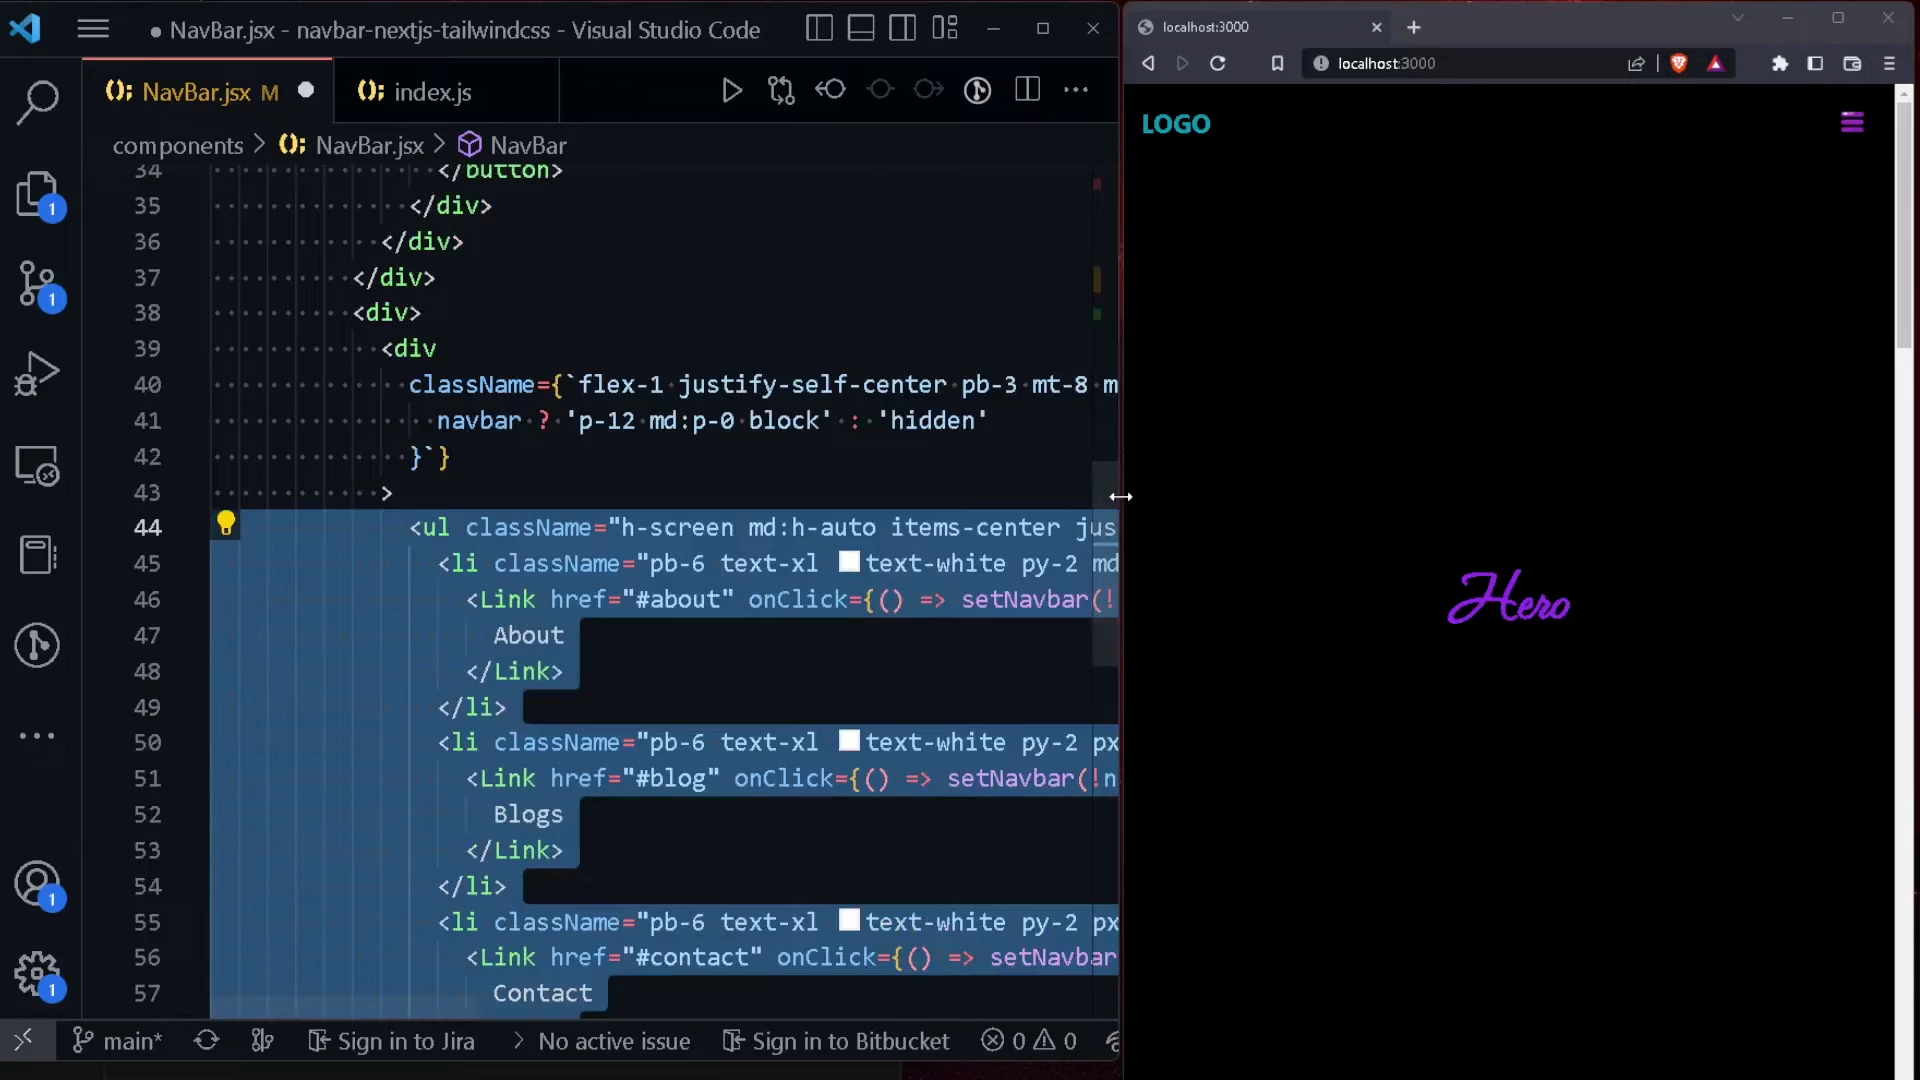 ● NavBar.jsx - navbar-nextjs-tailwindcss - Visual Studio Code
NavBar.jsx M ●
index.js
components > NavBar.jsx > NavBar
34 </button>
35 </div>
36 </div>
37 </div>
38 <div>
39 <div
40 className={`flex-1 justify-self-center pb-3 mt-8 m
41 navbar ? 'p-12 md:p-0 block' : 'hidden'
42 }`}
43 >
44 <ul className="h-screen md:h-auto items-center jus
45 <li className="pb-6 text-xl text-white py-2 md
46 <Link href="#about" onClick={() => setNavbar(!
47 About
48 </Link>
49 </li>
50 <li className="pb-6 text-xl text-white py-2 px
51 <Link href="#blog" onClick={() => setNavbar(!n
52 Blogs
53 </Link>
54 </li>
55 <li className="pb-6 text-xl text-white py-2 px
56 <Link href="#contact" onClick={() => setNavbar
57 Contact
1
1
1
1
main* Sign in to Jira > No active issue Sign in to Bitbucket 0 0
localhost:3000
localhost:3000
LOGO
Hero